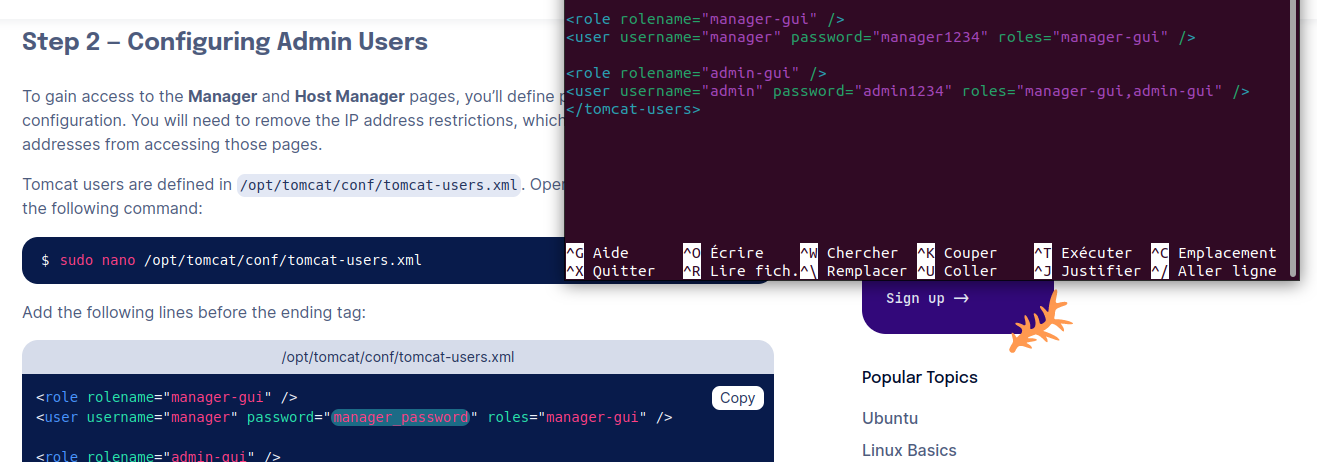 Step 2 – Configuring Admin Users
To gain access to the Manager and Host Manager pages, you'll define
configuration. You will need to remove the IP address restrictions, which
addresses from accessing those pages.
Tomcat users are defined in /opt/tomcat/conf/tomcat-users.xml. Open
the following command:
$ sudo nano /opt/tomcat/conf/tomcat-users.xml
Add the following lines before the ending tag:
/opt/tomcat/conf/tomcat-users.xml
Copy
<role rolename="manager-gui" />
<user username="manager" password="manager_password" roles="manager-gui" />
<role rolename="admin-gui" />
<role rolename="manager-gui" />
<user username="manager" password="manager1234" roles="manager-gui" />
<role rolename="admin-gui" />
<user username="admin" password="admin1234" roles="manager-gui,admin-gui" />
</tomcat-users>
^G Aide ^O Écrire ^W Chercher ^K Couper ^T Exécuter ^C Emplacement
^X Quitter ^R Lire fich.^\ Remplacer ^U Coller ^J Justifier ^/ Aller ligne
Sign up ->
Popular Topics
Ubuntu
Linux Basics